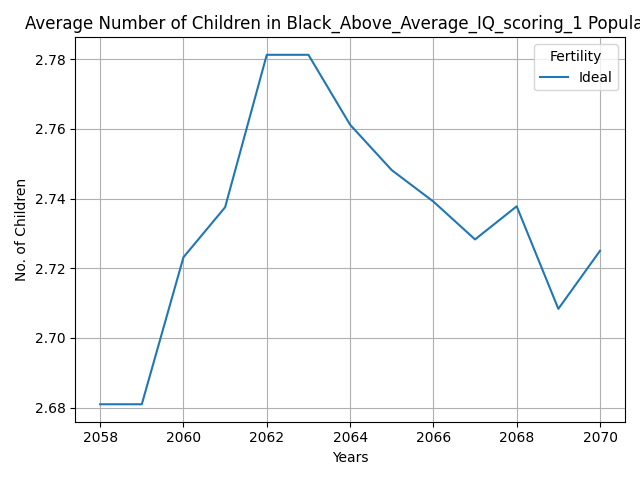 Average Number of Children in Black_Above_Average_IQ_scoring_1 Popula
Fertility
Ideal
2.78
2.76
2.74
2.72
2.70
2.68
No. of Children
2058 2060 2062 2064 2066 2068 2070
Years